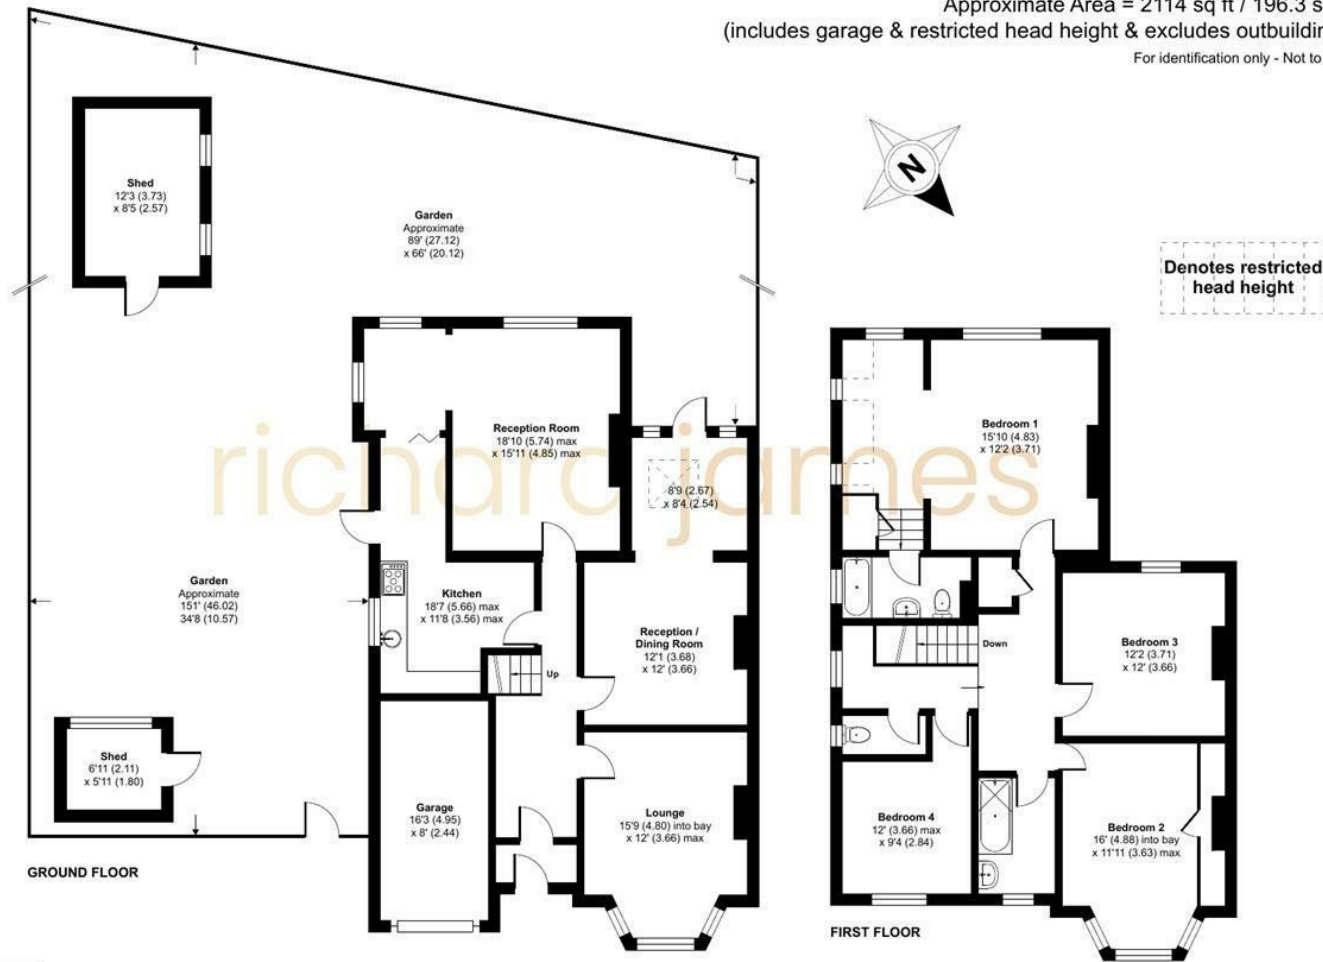 Approximate Area = 2114 sq ft / 196.3 s
(includes garage & restricted head height & excludes outbuildin
For identification only - Not to
N
Denotes restricted
head height
Shed
12'3 (3.73)
x 8'5 (2.57)
Garden
Approximate
89' (27.12)
x 66' (20.12)
Reception Room
18'10 (5.74) max
x 15'11 (4.85) max
8'9 (2.67)
x 8'4 (2.54)
Garden
Approximate
151' (46.02)
34'8 (10.57)
Kitchen
18'7 (5.66) max
x 11'8 (3.56) max
Up
Reception /
Dining Room
12'1 (3.68)
x 12' (3.66)
Shed
6'11 (2.11)
x 5'11 (1.80)
Garage
16'3 (4.95)
x 8' (2.44)
Lounge
15'9 (4.80) into bay
x 12' (3.66) max
GROUND FLOOR
Bedroom 1
15'10 (4.83)
x 12'2 (3.71)
Down
Bedroom 3
12'2 (3.71)
x 12' (3.66)
Bedroom 4
12' (3.66) max
x 9'4 (2.84)
Bedroom 2
16' (4.88) into bay
x 11'11 (3.63) max
FIRST FLOOR
richard james